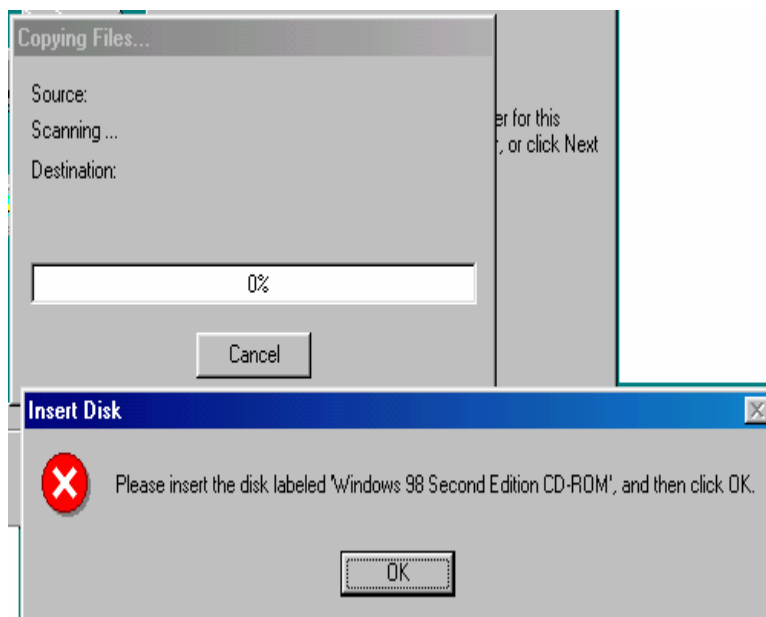 Copying Files...
Source:
Scanning ...
Destination:
er for this
, or click Next
0%
Cancel
Insert Disk
Please insert the disk labeled 'Windows 98 Second Edition CD-ROM', and then click OK.
OK